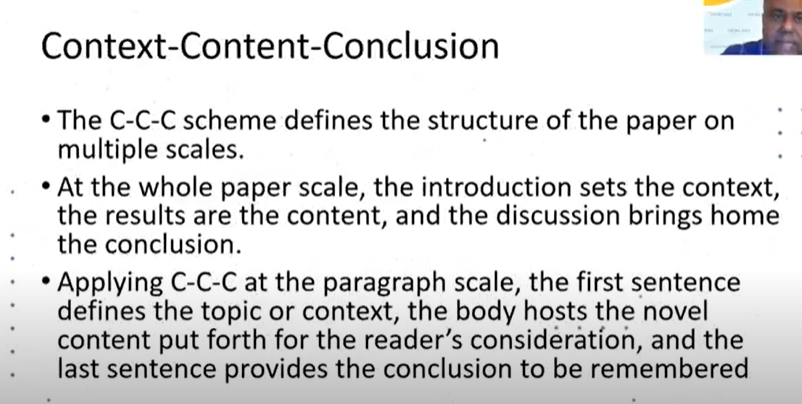 Context-Content-Conclusion
• The C-C-C scheme defines the structure of the paper on
multiple scales.
• At the whole paper scale, the introduction sets the context,
the results are the content, and the discussion brings home
the conclusion.
• Applying C-C-C at the paragraph scale, the first sentence
defines the topic or context, the body hosts the novel
content put forth for the reader's consideration, and the
last sentence provides the conclusion to be remembered